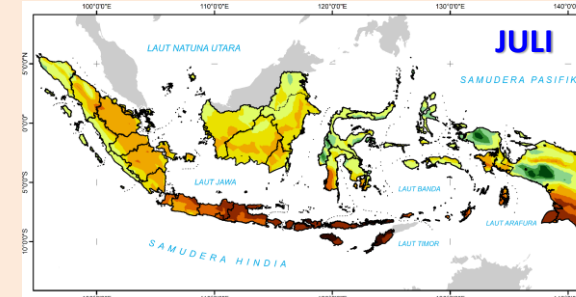 100°0'0"E 110°0'0"E 120°0'0"E 130°0'0"E 140°0'0"E
JULI
LAUT NATUNA UTARA
5°0'0"N
SAMUDERA PASIFIK
0°0'0"
LAUT JAWA
LAUT BANDA
5°0'0"S
LAUT ARAFURA
SAMUDERA HINDIA
LAUT TIMOR
10°0'0"S